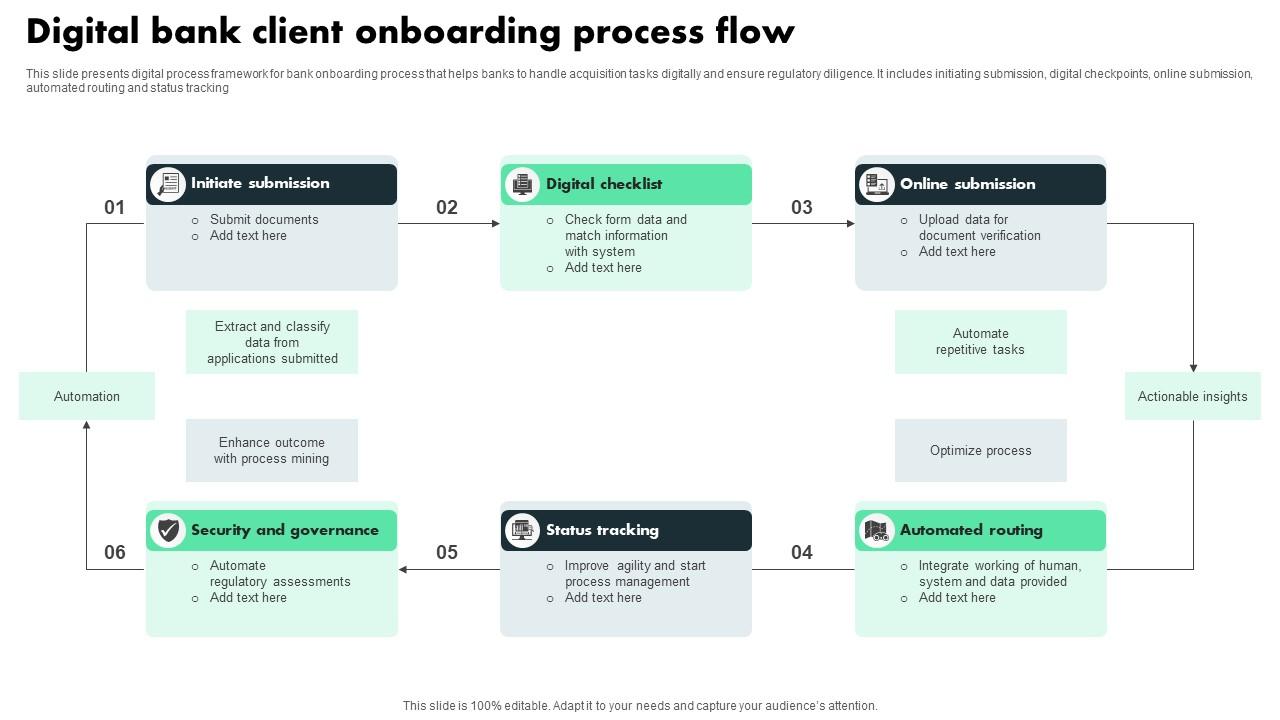 Digital bank client onboarding process flow
This slide presents digital process framework for bank onboarding process that helps banks to handle acquisition tasks digitally and ensure regulatory diligence. It includes initiating submission, digital checkpoints, online submission,
automated routing and status tracking
01
Initiate submission
o Submit documents
o Add text here
02
Digital checklist
o Check form data and
match information
with system
o Add text here
03
Online submission
o Upload data for
document verification
o Add text here
Extract and classify
data from
applications submitted
Automate
repetitive tasks
Automation
Actionable insights
Enhance outcome
with process mining
Optimize process
06
Security and governance
o Automate
regulatory assessments
o Add text here
05
Status tracking
o Improve agility and start
process management
o Add text here
04
Automated routing
o Integrate working of human,
system and data provided
o Add text here
This slide is 100% editable. Adapt it to your needs and capture your audience's attention.